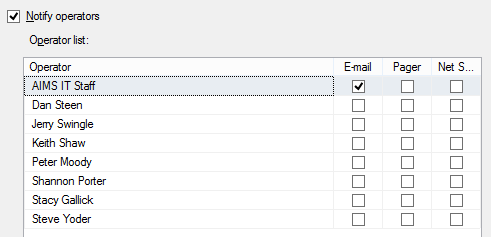 Notify operators
Operator list:
Operator E-mail Pager Net S...
AIMS IT Staff
Dan Steen
Jerry Swingle
Keith Shaw
Peter Moody
Shannon Porter
Stacy Gallick
Steve Yoder